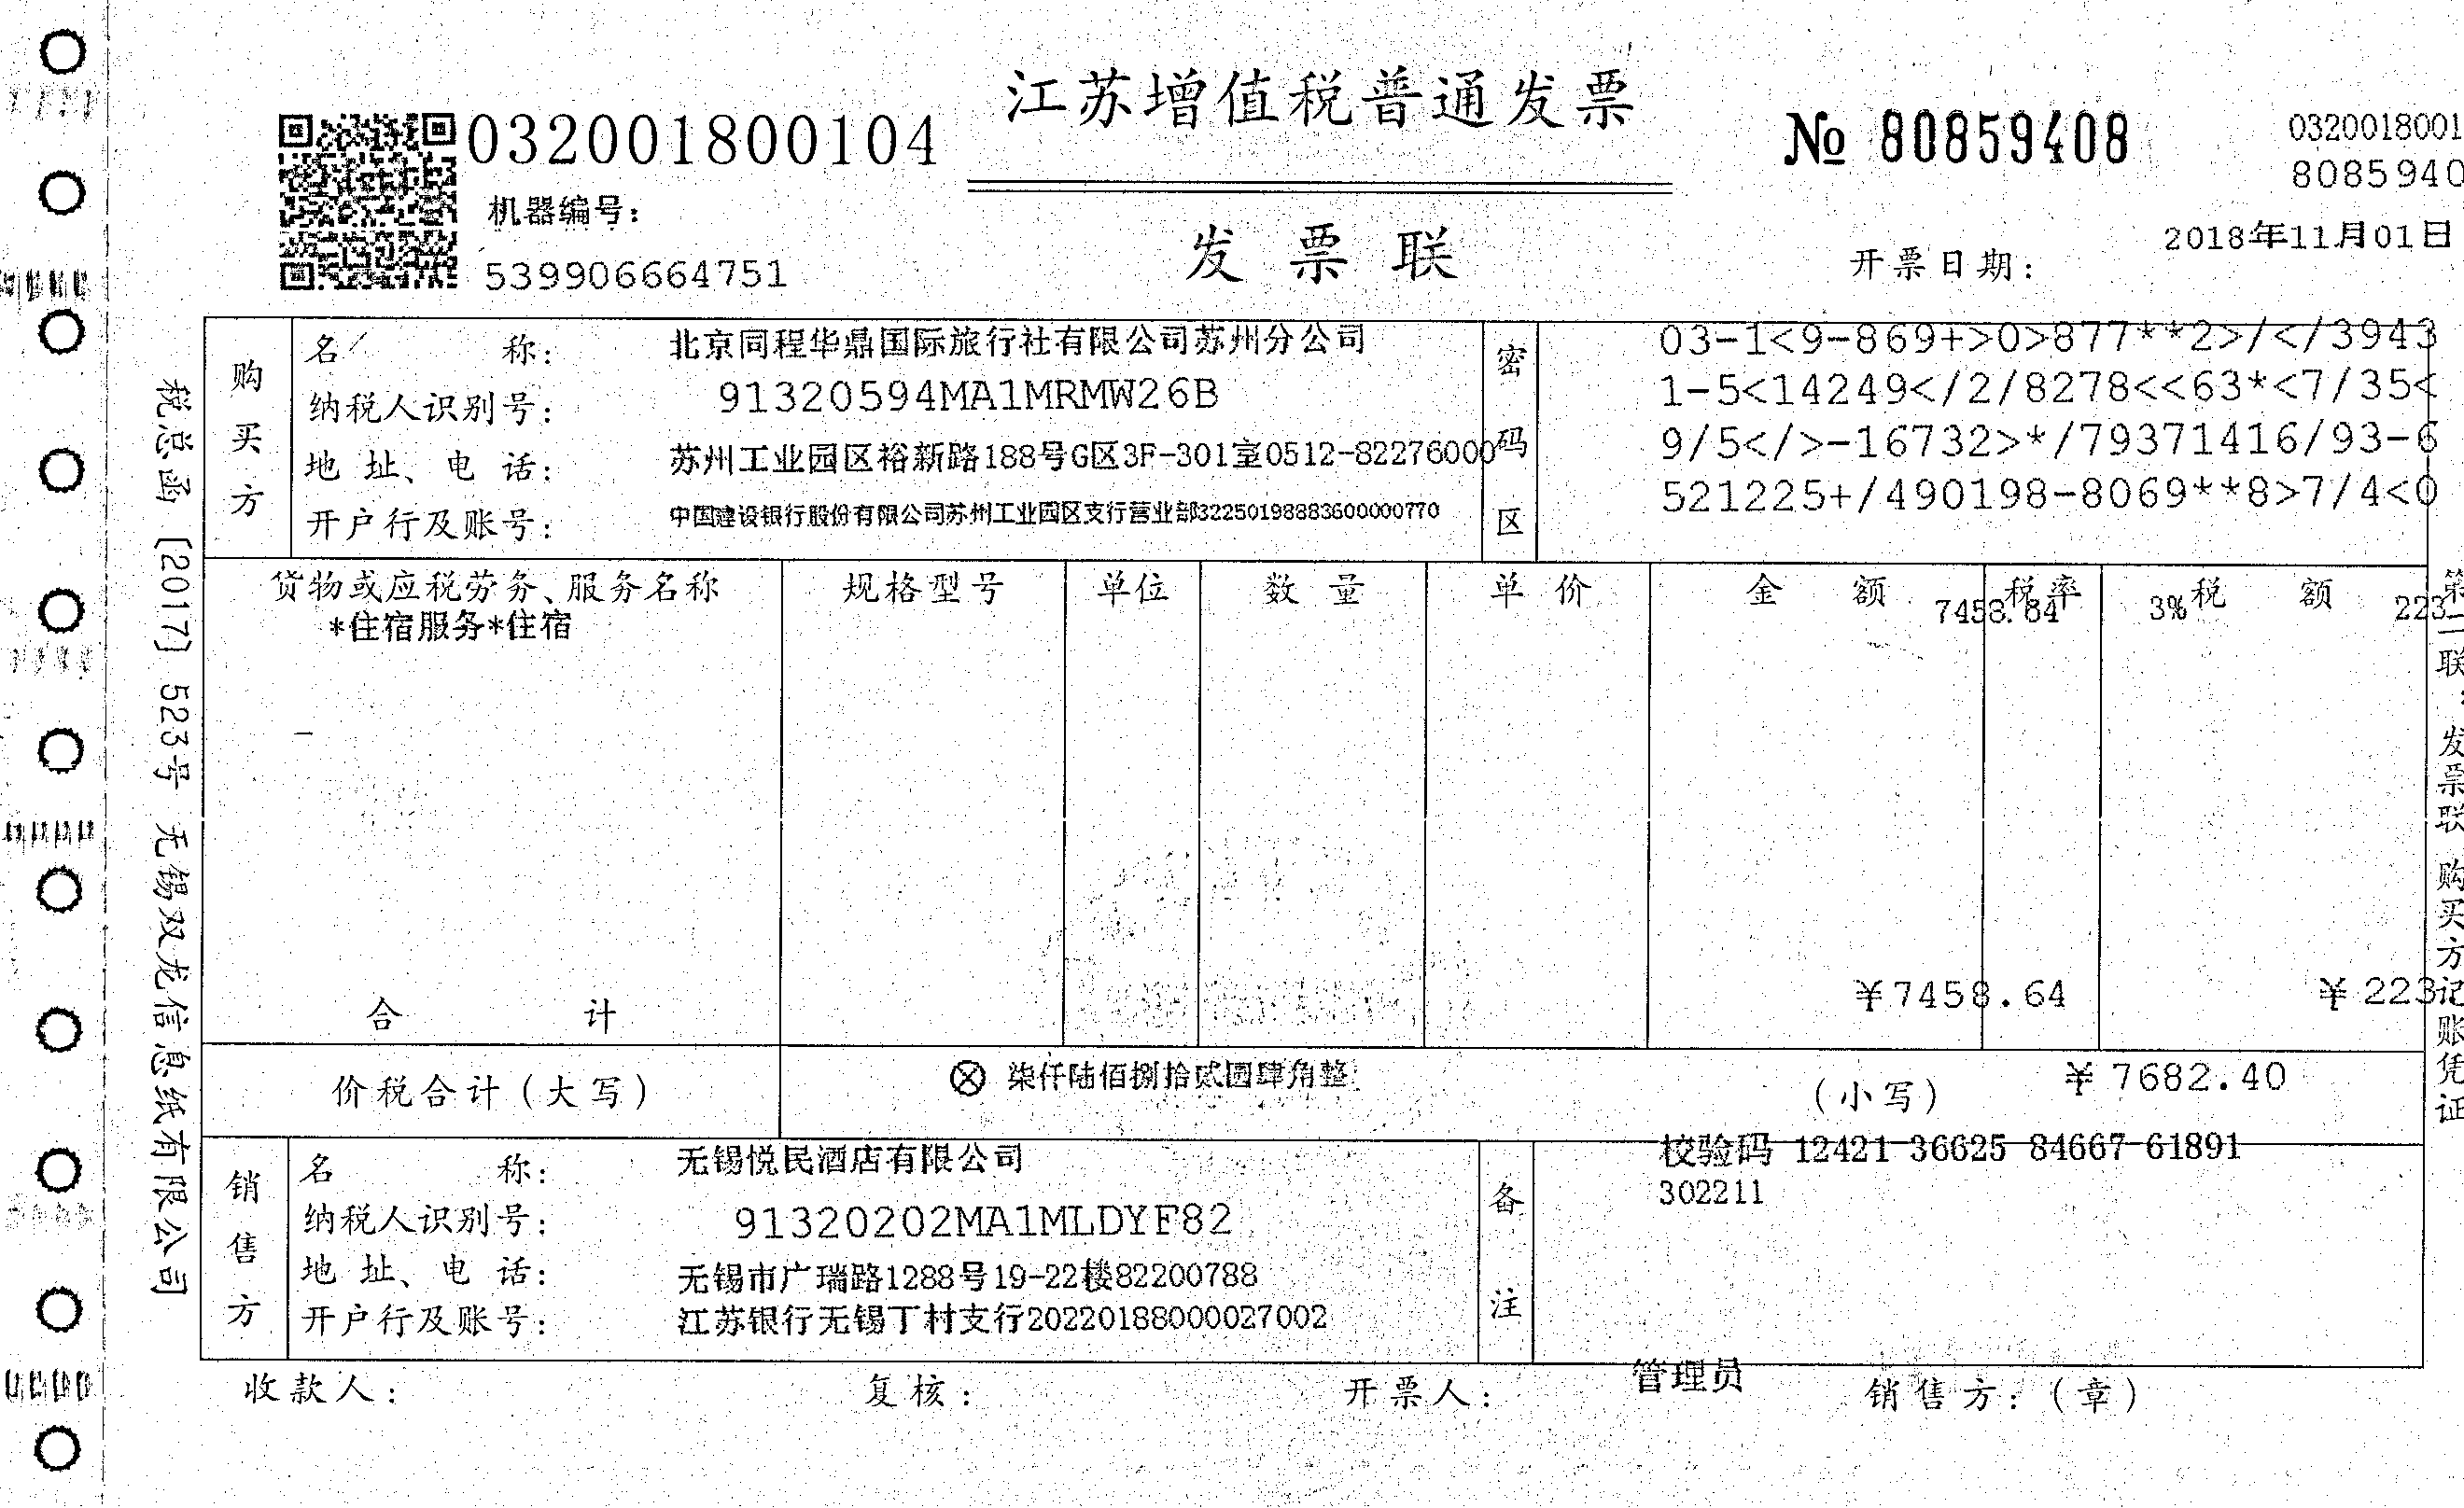 江苏增值税普通发票
032001800104
№ 80859408
0320018001
8085940
机器编号：
539906664751
发票联
开票日期：
2018年11月01日
购买方
名称：
北京同程华鼎国际旅行社有限公司苏州分公司
纳税人识别号：
91320594MA1MRMW26B
地址、电话：
苏州工业园区裕新路188号G区3F-301室0512-82276000
开户行及账号：
中国建设银行股份有限公司苏州工业园区支行营业部32250198883600000770
密码区
03-1<9-869+>0>877**2>/</3943
1-5<14249</2/8278<<63*<7/35<
9/5</>-16732>*/79371416/93-6
521225+/490198-8069**8>7/4<0
货物或应税劳务、服务名称 规格型号 单位 数量 单价 金额 税率 税额
*住宿服务*住宿 7458.64 3% 223
合计 ¥7458.64 ¥223
价税合计（大写）
⊗ 柒仟陆佰捌拾贰圆肆角整
（小写） ¥7682.40
销售方
名称：
无锡悦民酒店有限公司
纳税人识别号：
91320202MA1MLDYF82
地址、电话：
无锡市广瑞路1288号19-22楼82200788
开户行及账号：
江苏银行无锡丁村支行20220188000027002
备注
校验码 12421 36625 84667 61891
302211
收款人： 复核： 开票人： 管理员 销售方：（章）
税总函〔2017〕523号 无锡双龙信息纸有限公司
第二联：发票联 购买方记账凭证